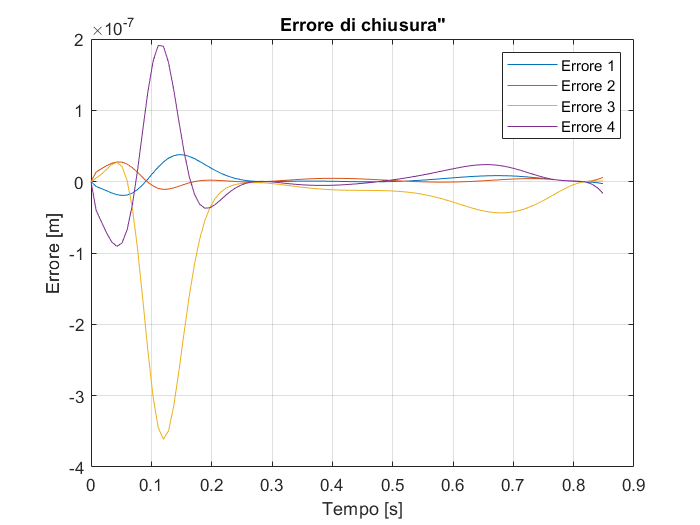 Errore di chiusura"
×10-7
2
1
0
-1
-2
-3
-4
Errore [m]
Errore 1
Errore 2
Errore 3
Errore 4
0 0.1 0.2 0.3 0.4 0.5 0.6 0.7 0.8 0.9
Tempo [s]